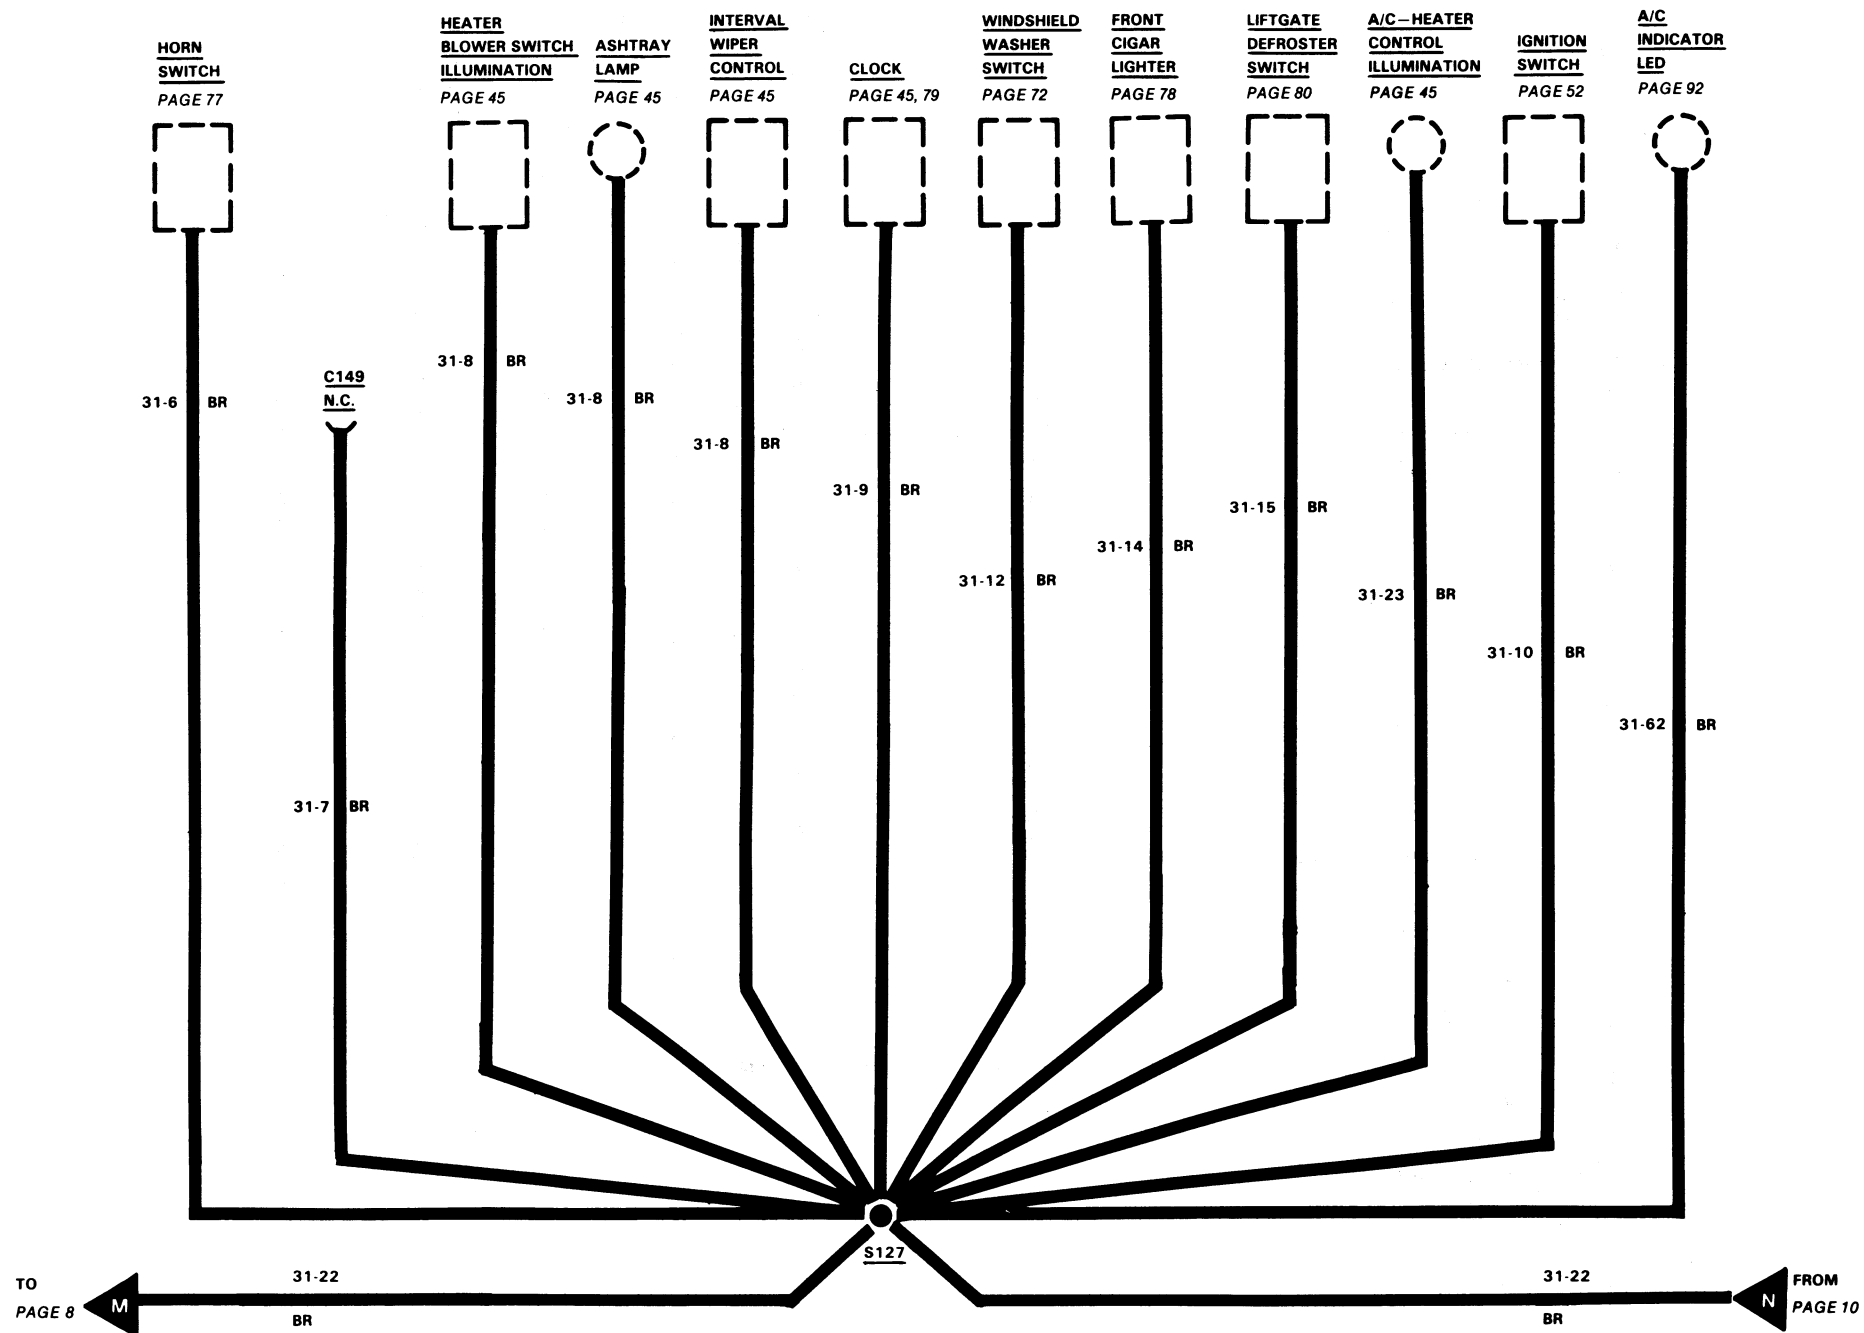 HORN
SWITCH
PAGE 77
HEATER
BLOWER SWITCH
ILLUMINATION
PAGE 45
ASHTRAY
LAMP
PAGE 45
INTERVAL
WIPER
CONTROL
PAGE 45
CLOCK
PAGE 45, 79
WINDSHIELD
WASHER
SWITCH
PAGE 72
FRONT
CIGAR
LIGHTER
PAGE 78
LIFTGATE
DEFROSTER
SWITCH
PAGE 80
A/C–HEATER
CONTROL
ILLUMINATION
PAGE 45
IGNITION
SWITCH
PAGE 52
A/C
INDICATOR
LED
PAGE 92
31-6 BR
C149
N.C.
31-7 BR
31-8 BR
31-8 BR
31-8 BR
31-9 BR
31-12 BR
31-14 BR
31-15 BR
31-23 BR
31-10 BR
31-62 BR
S127
TO
PAGE 8
M
31-22
BR
31-22
BR
N
FROM
PAGE 10